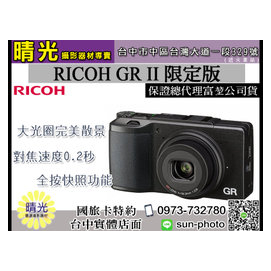 晴光 攝影器材專賣
台中市中區台灣大道一段329號
RICOH GR II 限定版
RICOH
保證總代理富堃公司貨
大光圈完美散景
對焦速度0.2秒
全按快照功能
GR
晴光
國旅卡特約
台中實體店面
0973-732780
sun-photo